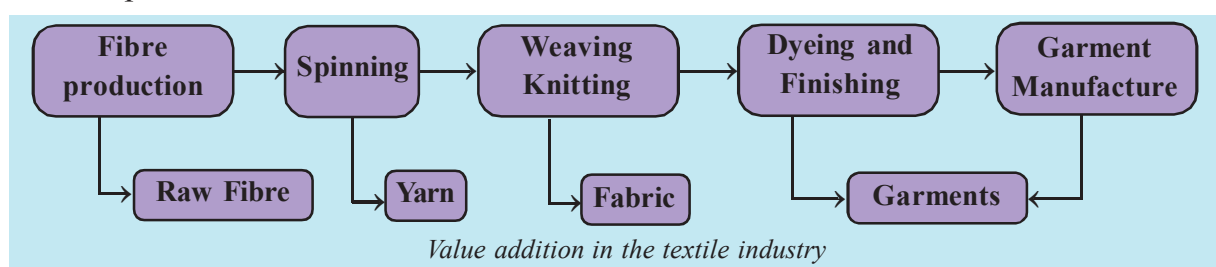 Fibre
production
Spinning
Weaving
Knitting
Dyeing and
Finishing
Garment
Manufacture
Raw Fibre
Yarn
Fabric
Garments
Value addition in the textile industry